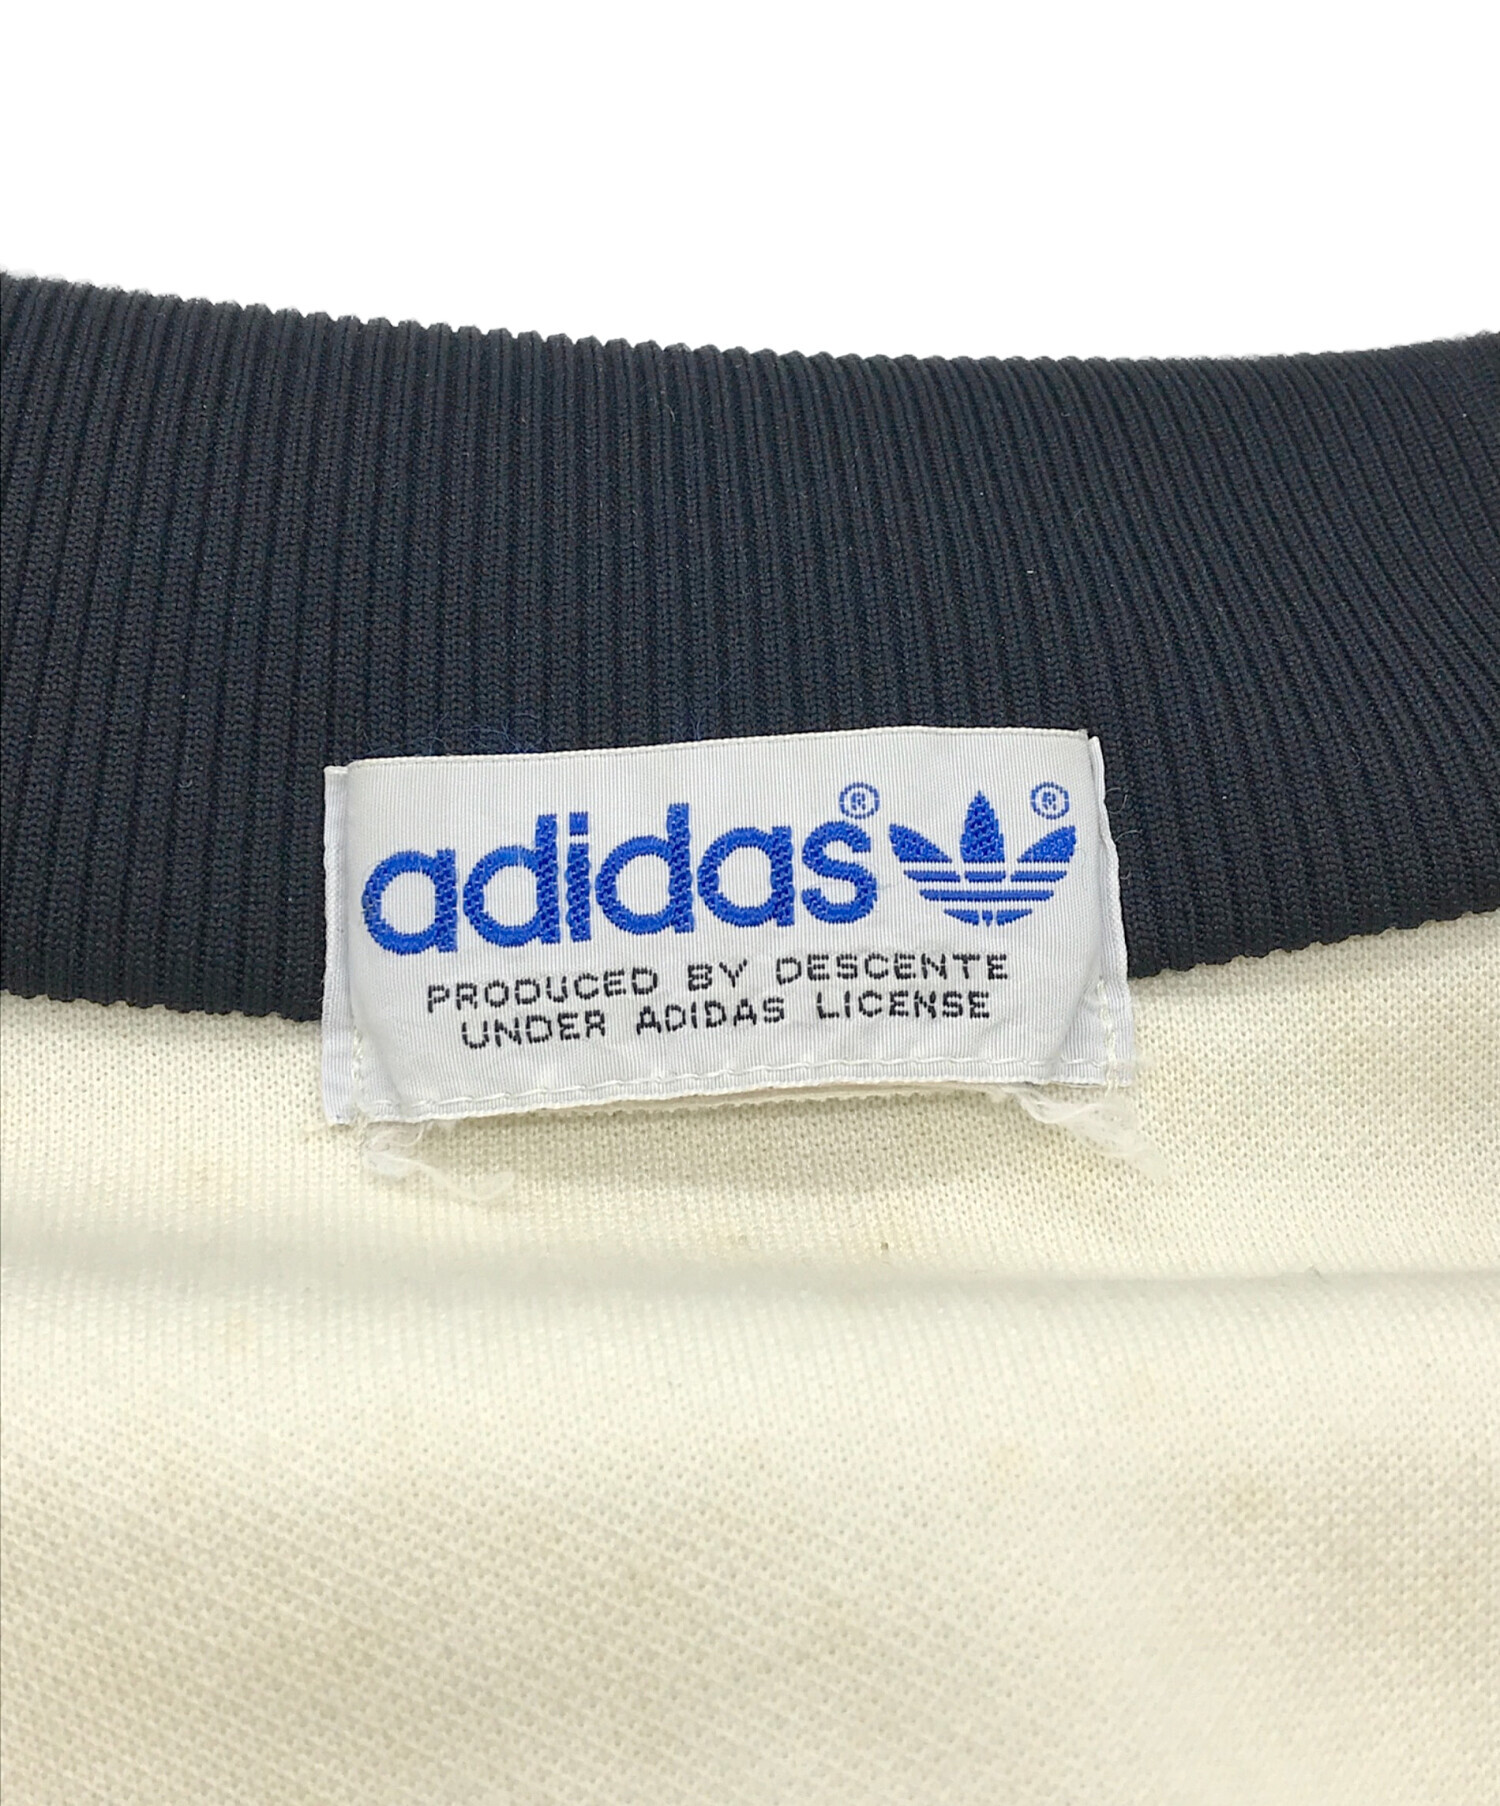 adidas® ®
PRODUCED BY DESCENTE
UNDER ADIDAS LICENSE